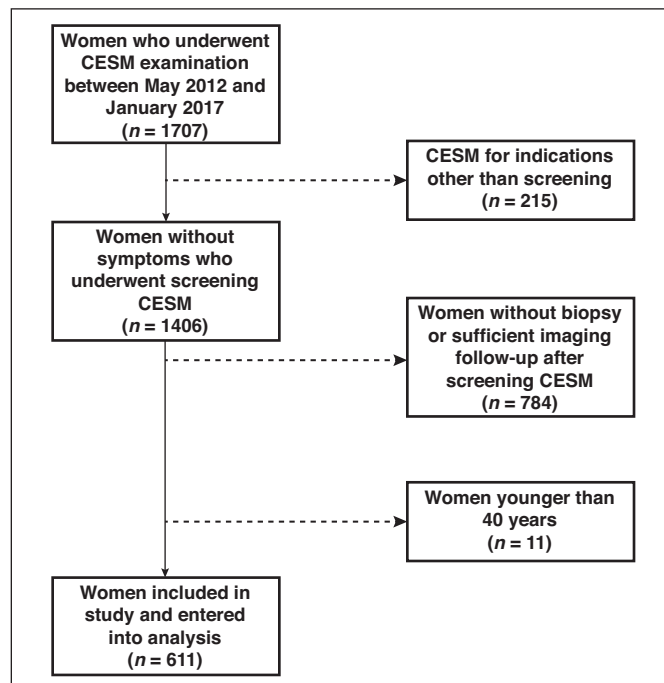 Women who underwent
CESM examination
between May 2012 and
January 2017
(n = 1707)
CESM for indications
other than screening
(n = 215)
Women without
symptoms who
underwent screening
CESM
(n = 1406)
Women without biopsy
or sufficient imaging
follow-up after
screening CESM
(n = 784)
Women younger than
40 years
(n = 11)
Women included in
study and entered
into analysis
(n = 611)